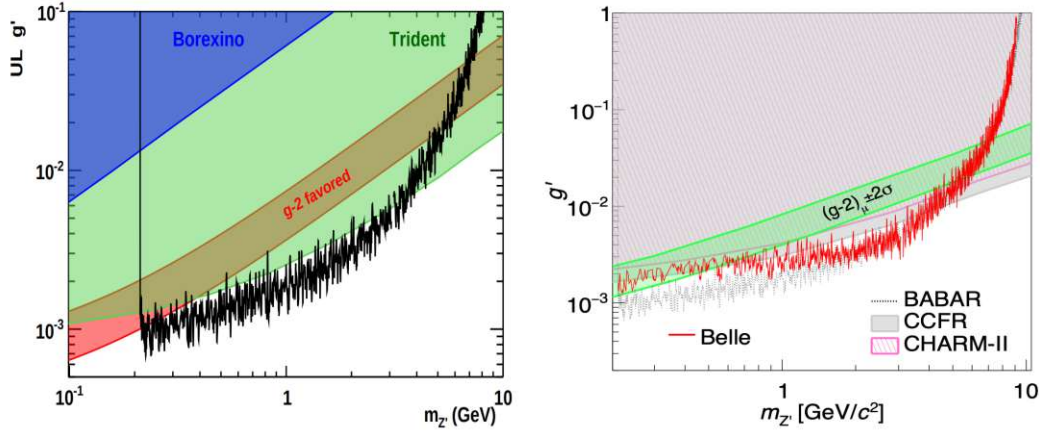 UL g'
10⁻¹
10⁻²
10⁻³
Borexino
Trident
g-2 favored
10⁻¹
1
10
m_Z' (GeV)
g'
1
10⁻¹
10⁻²
10⁻³
(g-2)_μ±2σ
BABAR
CCFR
CHARM-II
Belle
1
10
m_Z' [GeV/c²]